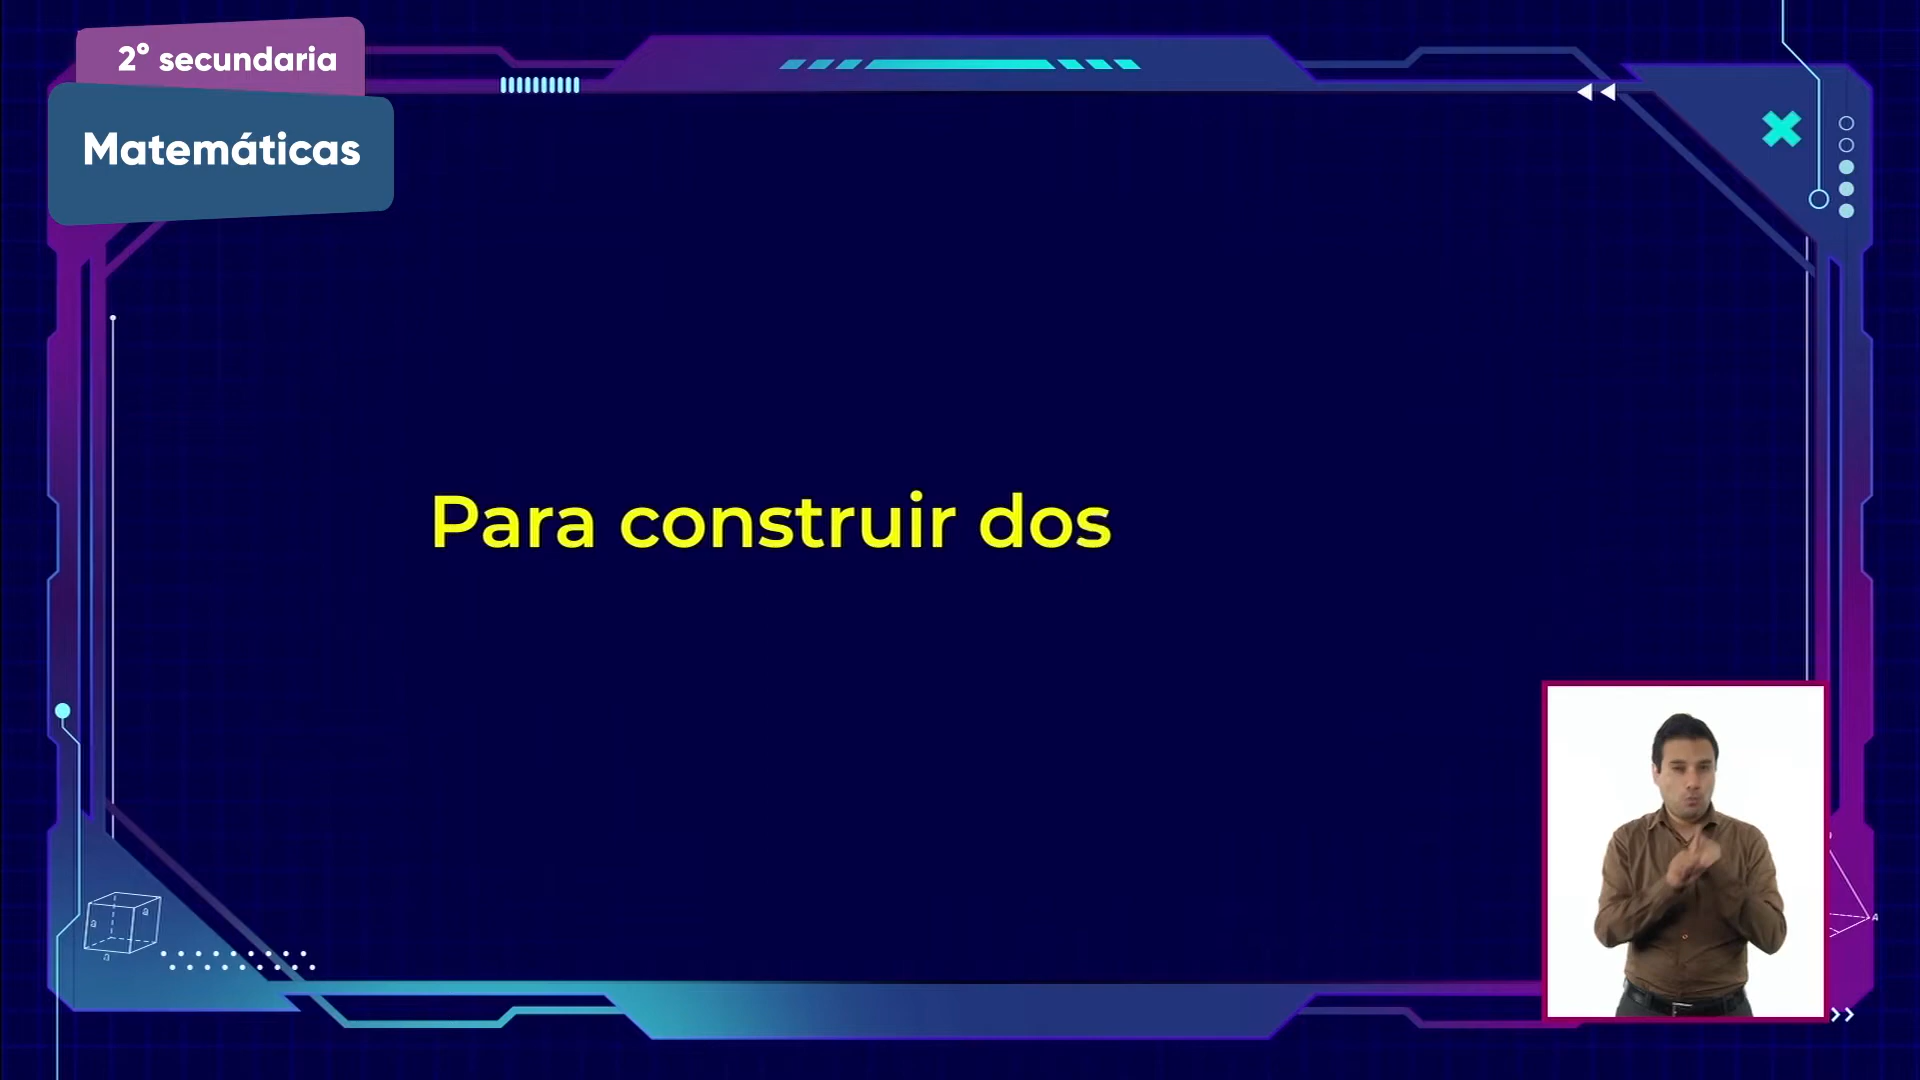 2° secundaria
Matemáticas
Para construir dos
a
a
a
A